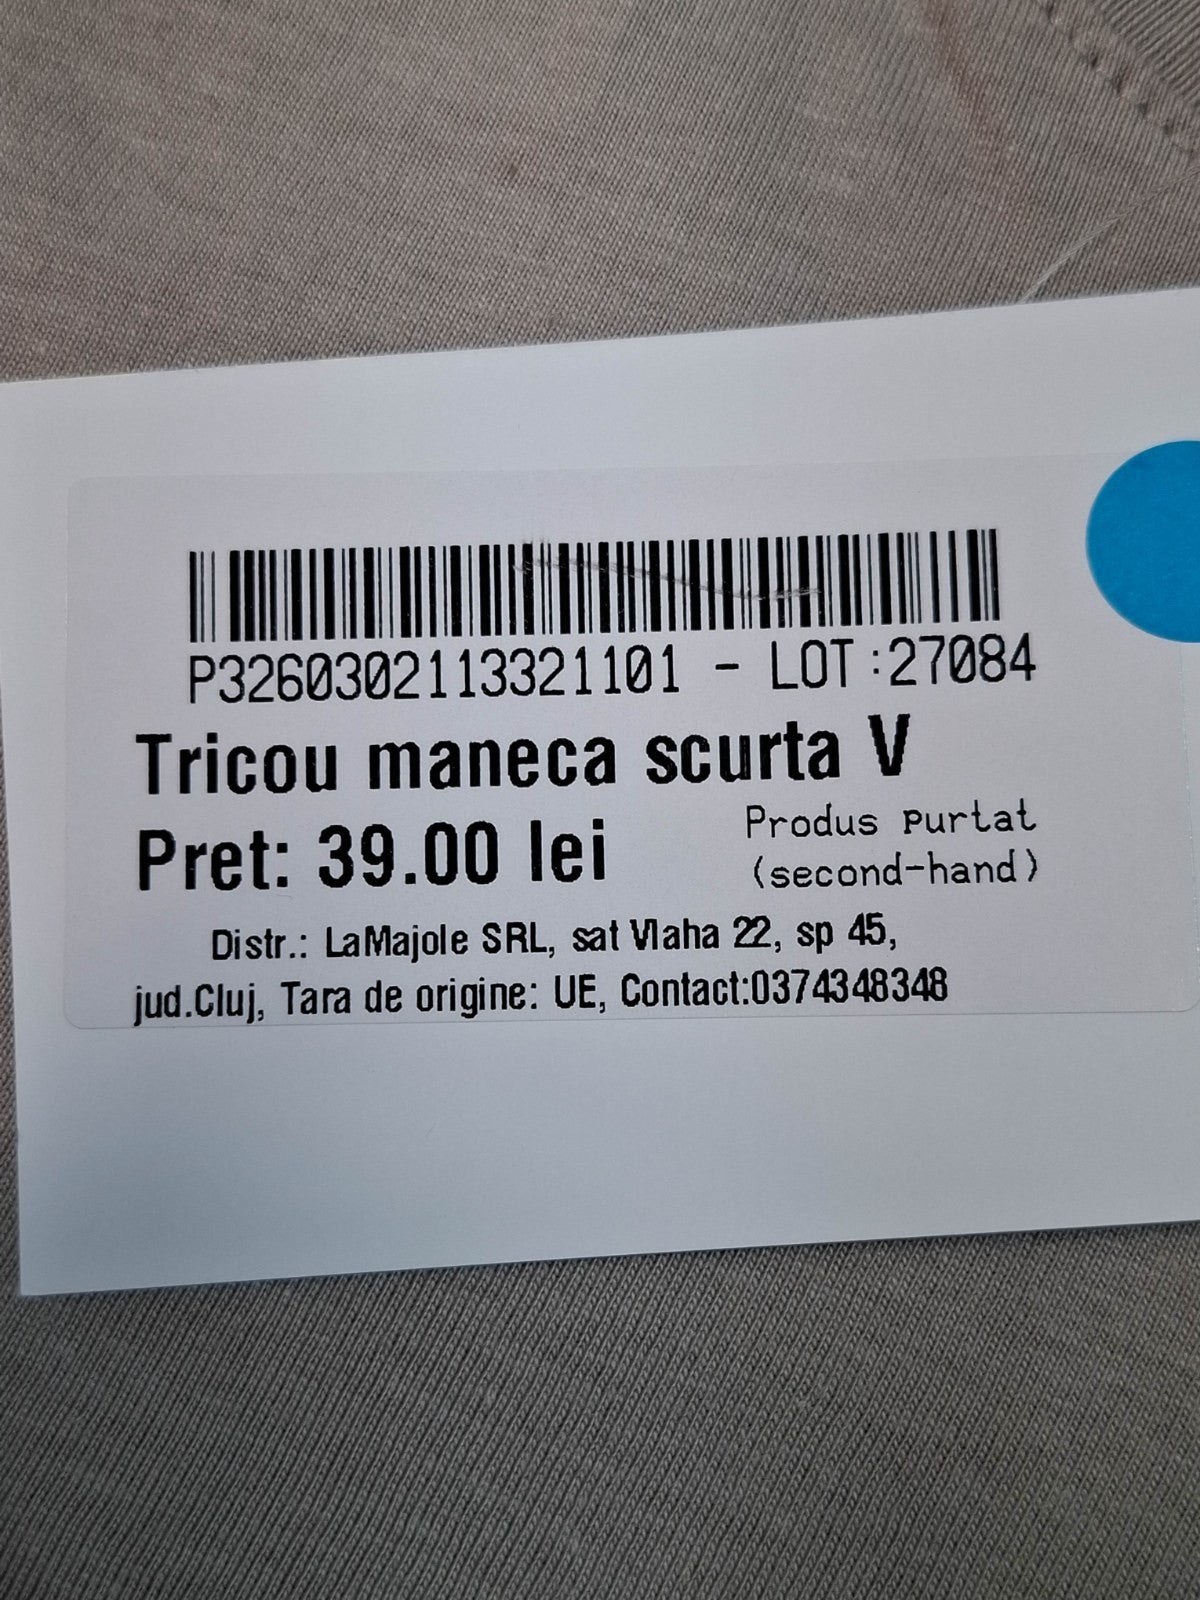 P3260302113321101 - LOT:27084
Tricou maneca scurta V
Pret: 39.00 lei
Produs purtat
(second-hand)
Distr.: LaMajole SRL, sat Vlaha 22, sp 45,
jud.Cluj, Tara de origine: UE, Contact:0374348348